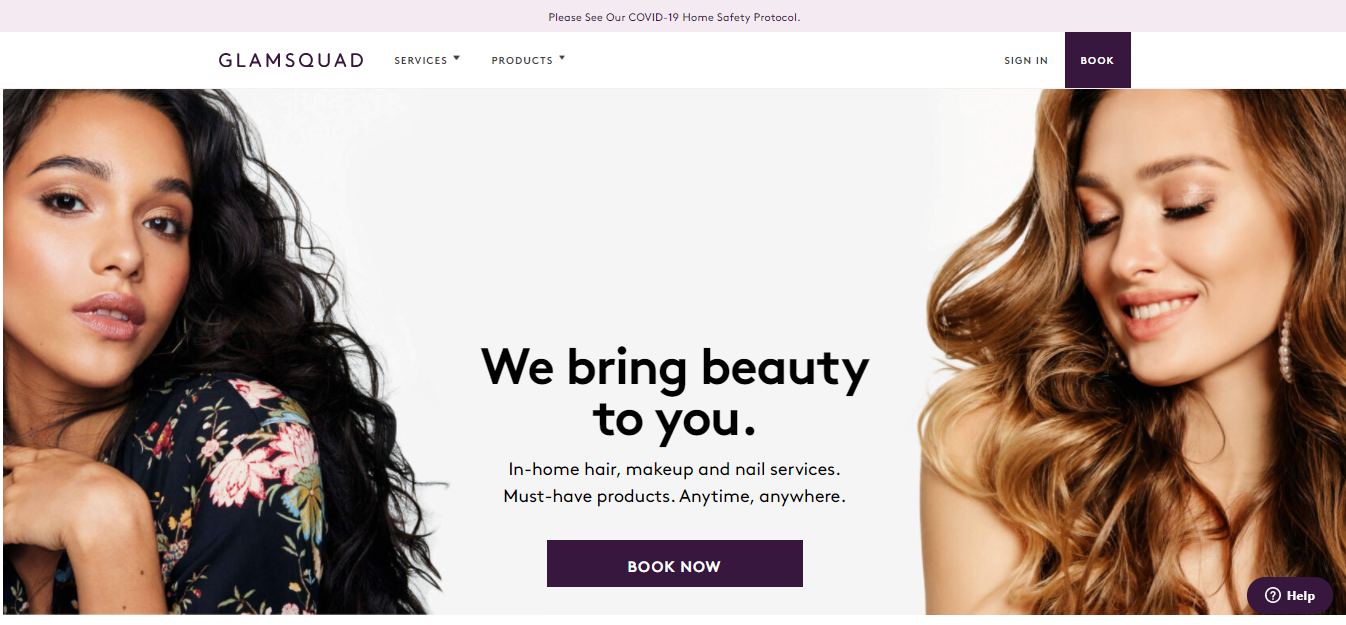 Please See Our COVID-19 Home Safety Protocol.
GLAMSQUAD SERVICES PRODUCTS SIGN IN BOOK
We bring beauty
to you.
In-home hair, makeup and nail services.
Must-have products. Anytime, anywhere.
BOOK NOW
Help